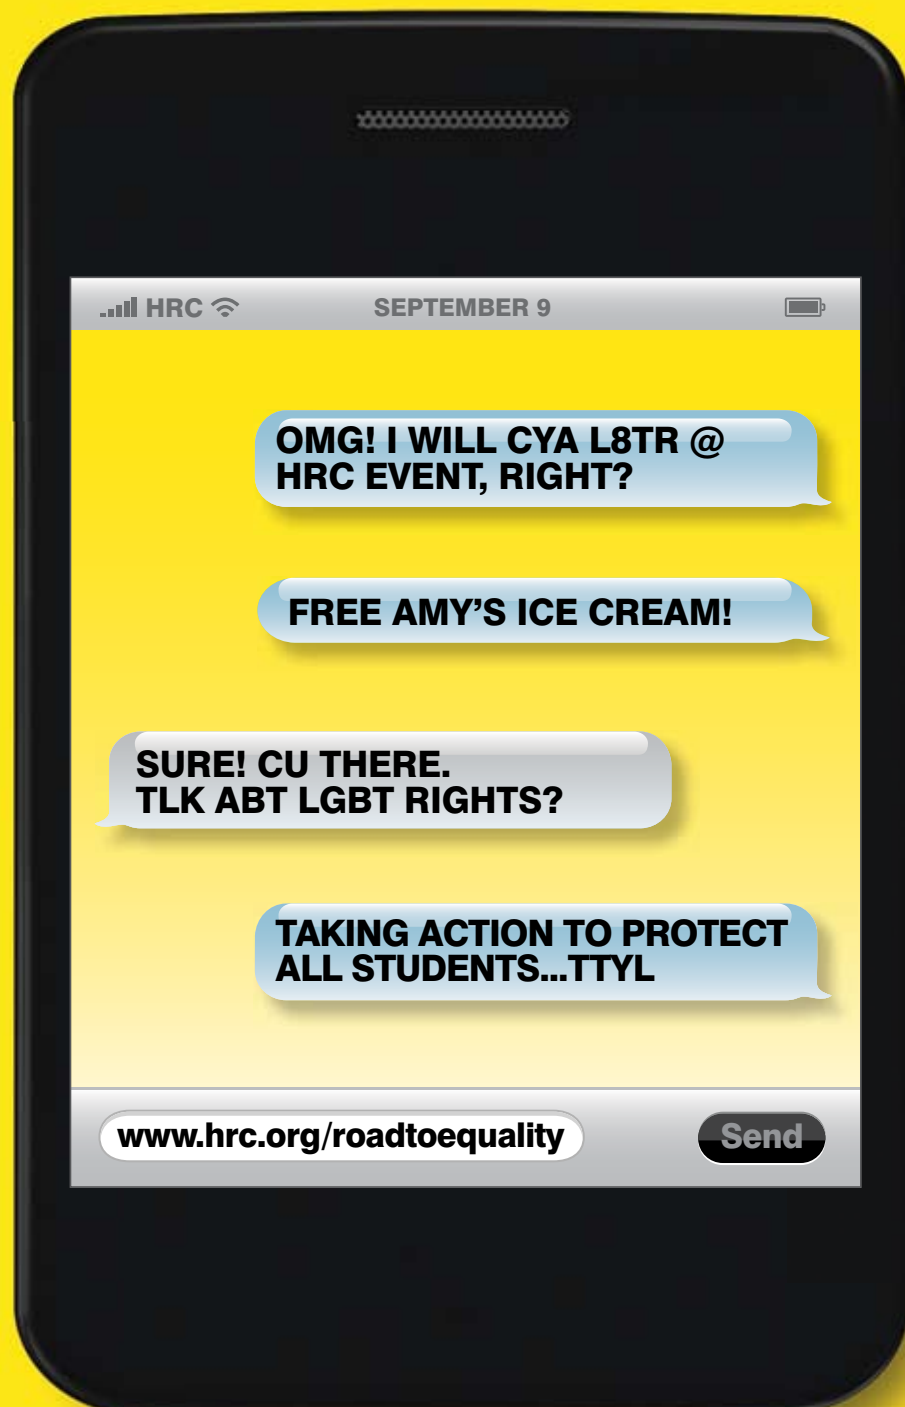 HRC
SEPTEMBER 9
OMG! I WILL CYA L8TR @
HRC EVENT, RIGHT?
FREE AMY’S ICE CREAM!
SURE! CU THERE.
TLK ABT LGBT RIGHTS?
TAKING ACTION TO PROTECT
ALL STUDENTS...TTYL
www.hrc.org/roadtoequality
Send